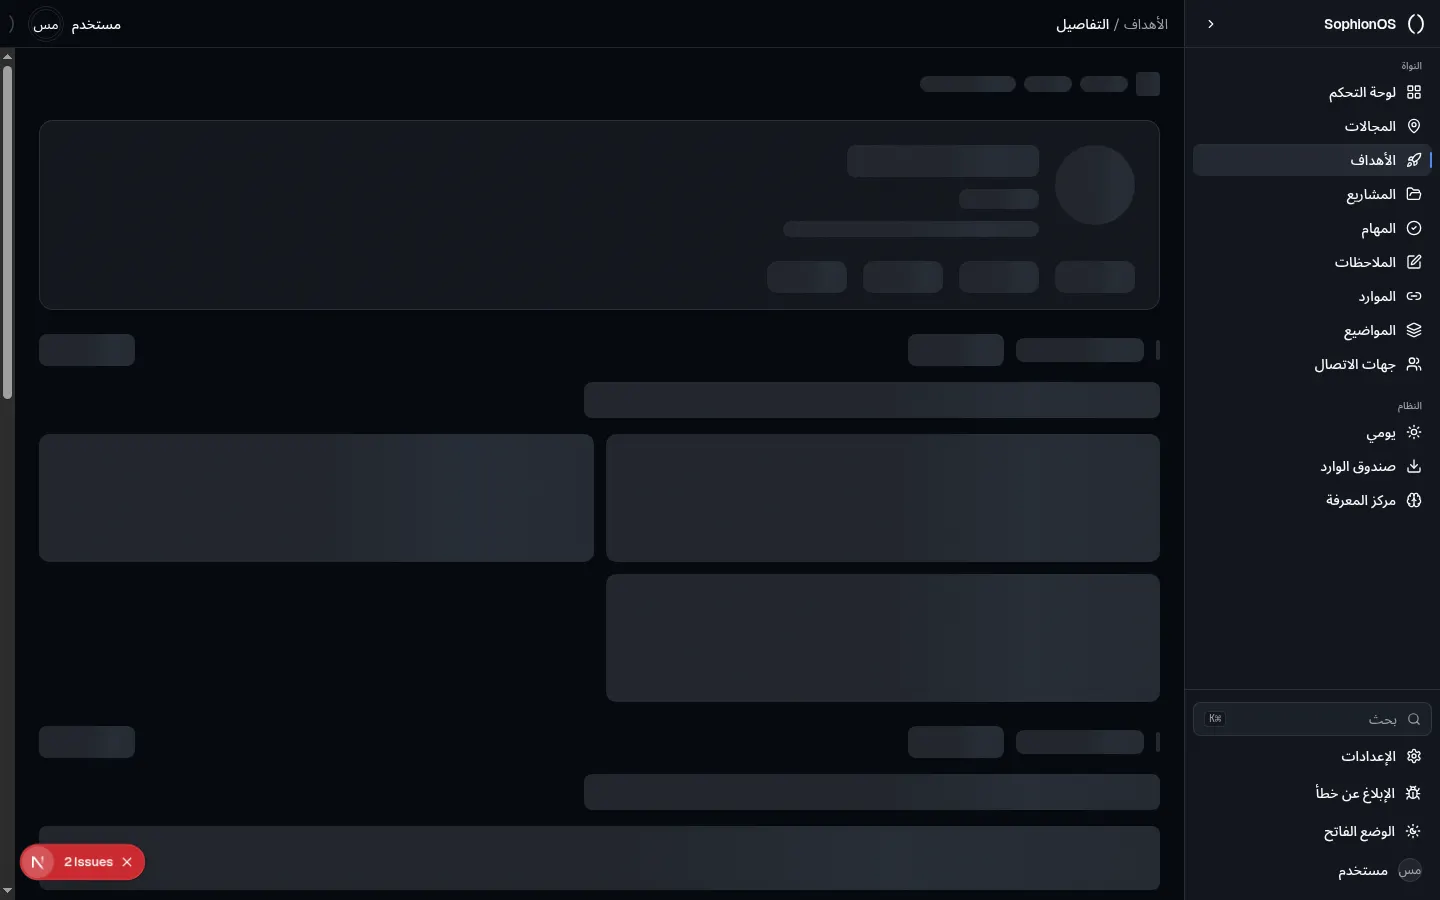 SophionOS
الأهداف / التفاصيل
مستخدم
مس
النواة
لوحة التحكم
المجالات
الأهداف
المشاريع
المهام
الملاحظات
الموارد
المواضيع
جهات الاتصال
النظام
يومي
صندوق الوارد
مركز المعرفة
بحث
K⌘
الإعدادات
الإبلاغ عن خطأ
الوضع الفاتح
مس
مستخدم
N
2 Issues